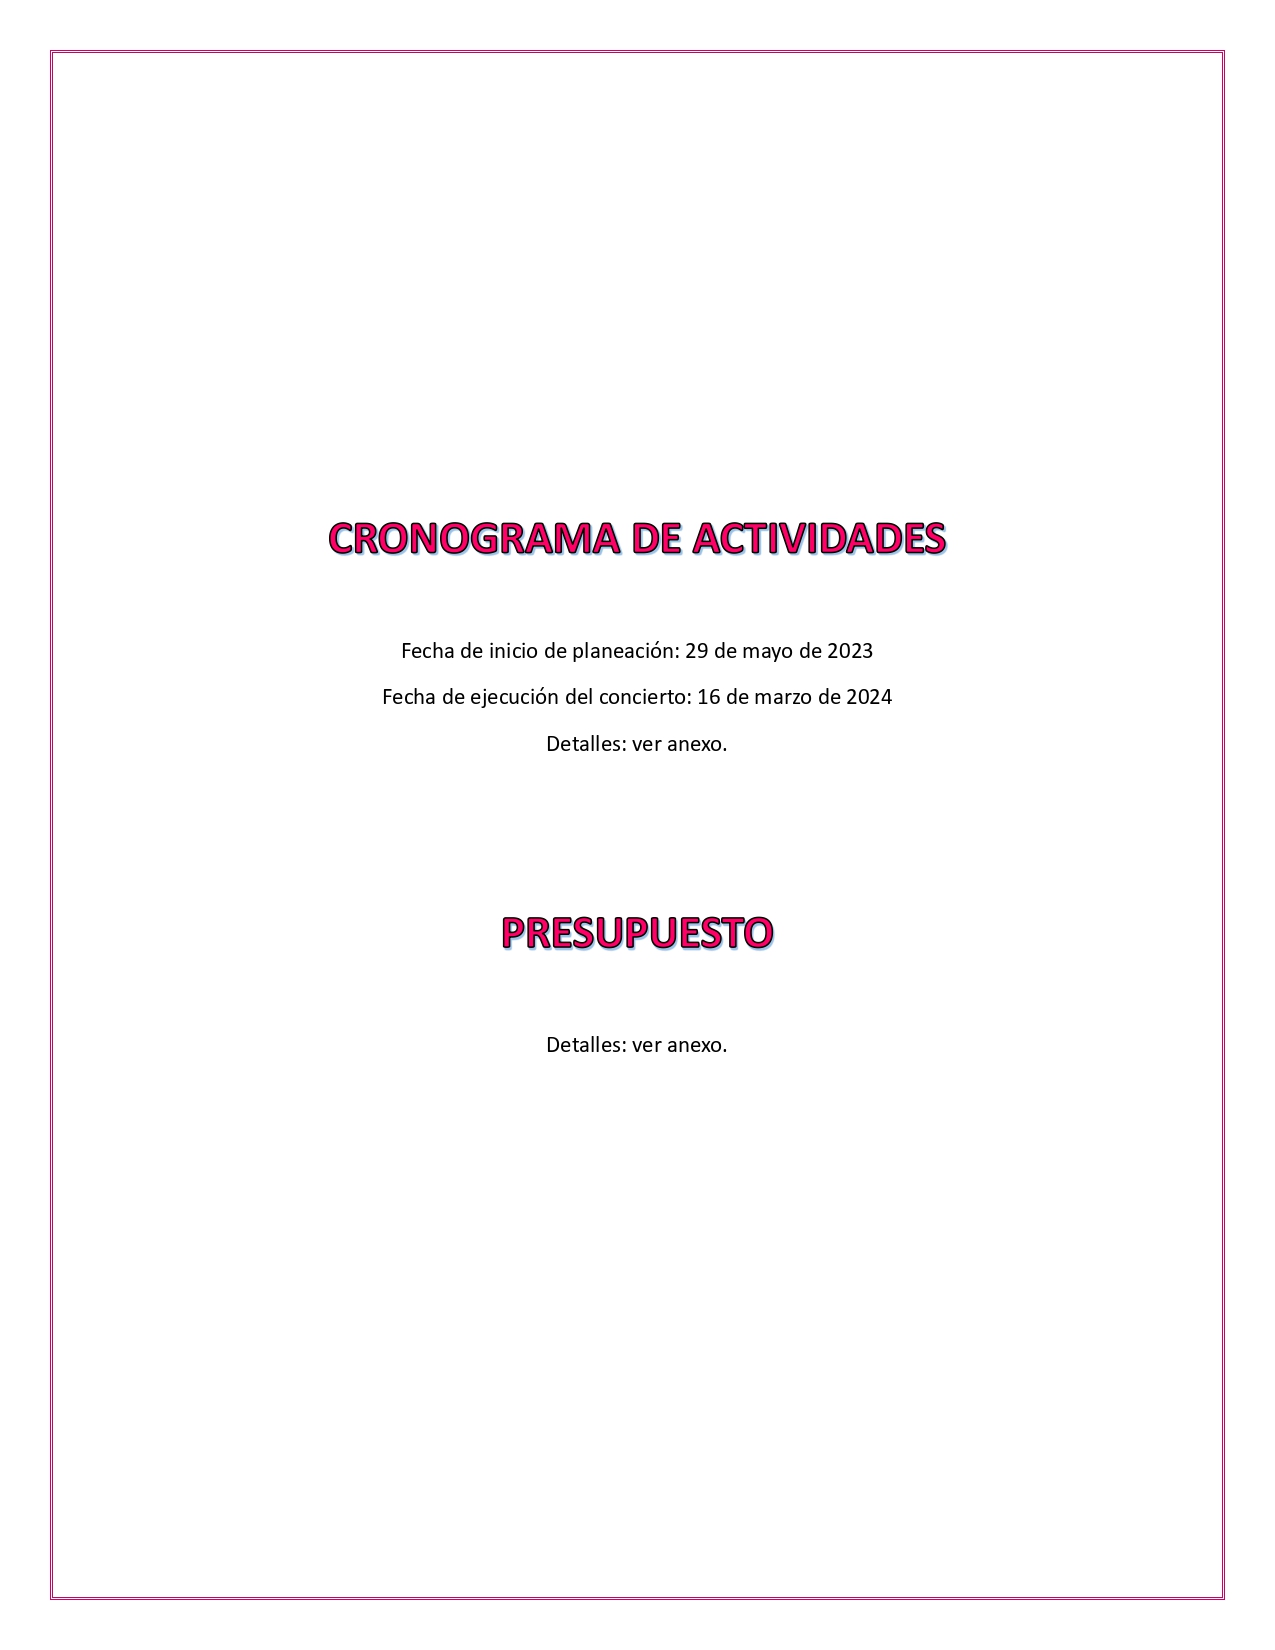 CRONOGRAMA DE ACTIVIDADES
Fecha de inicio de planeación: 29 de mayo de 2023
Fecha de ejecución del concierto: 16 de marzo de 2024
Detalles: ver anexo.
PRESUPUESTO
Detalles: ver anexo.